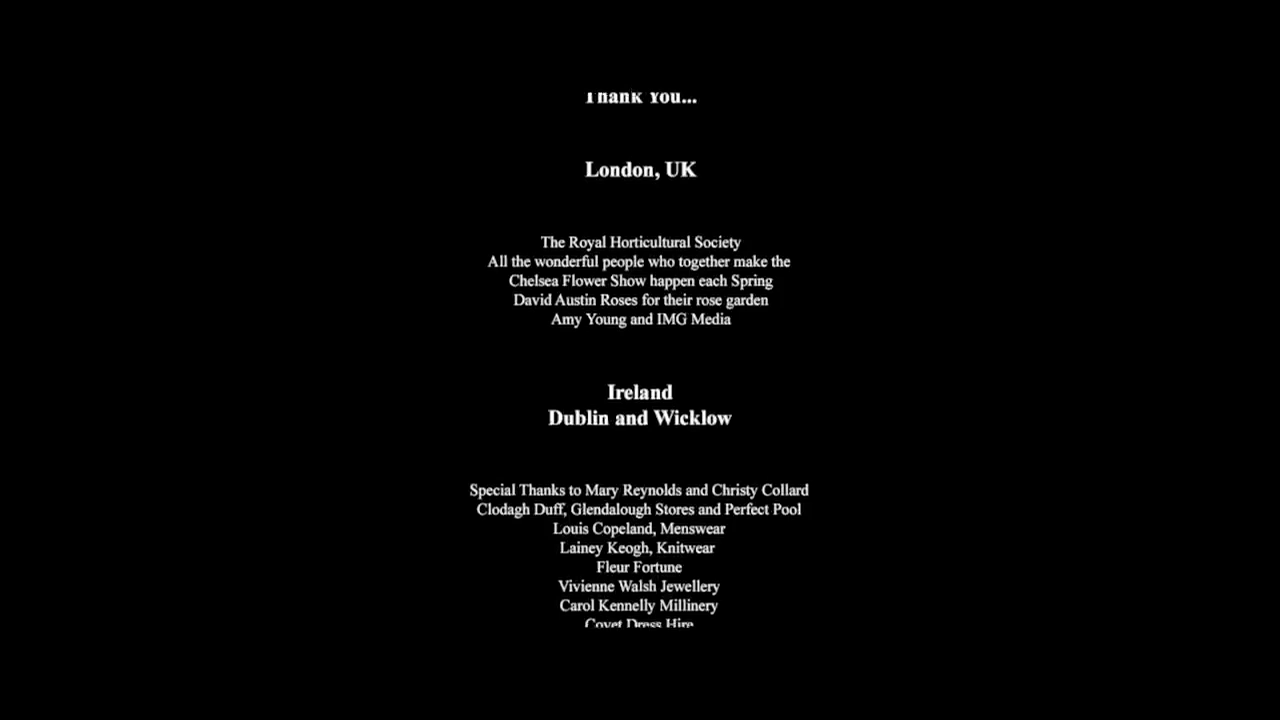 Thank You...
London, UK
The Royal Horticultural Society
All the wonderful people who together make the
Chelsea Flower Show happen each Spring
David Austin Roses for their rose garden
Amy Young and IMG Media
Ireland
Dublin and Wicklow
Special Thanks to Mary Reynolds and Christy Collard
Clodagh Duff, Glendalough Stores and Perfect Pool
Louis Copeland, Menswear
Lainey Keogh, Knitwear
Fleur Fortune
Vivienne Walsh Jewellery
Carol Kennelly Millinery
Covet Dress Hire